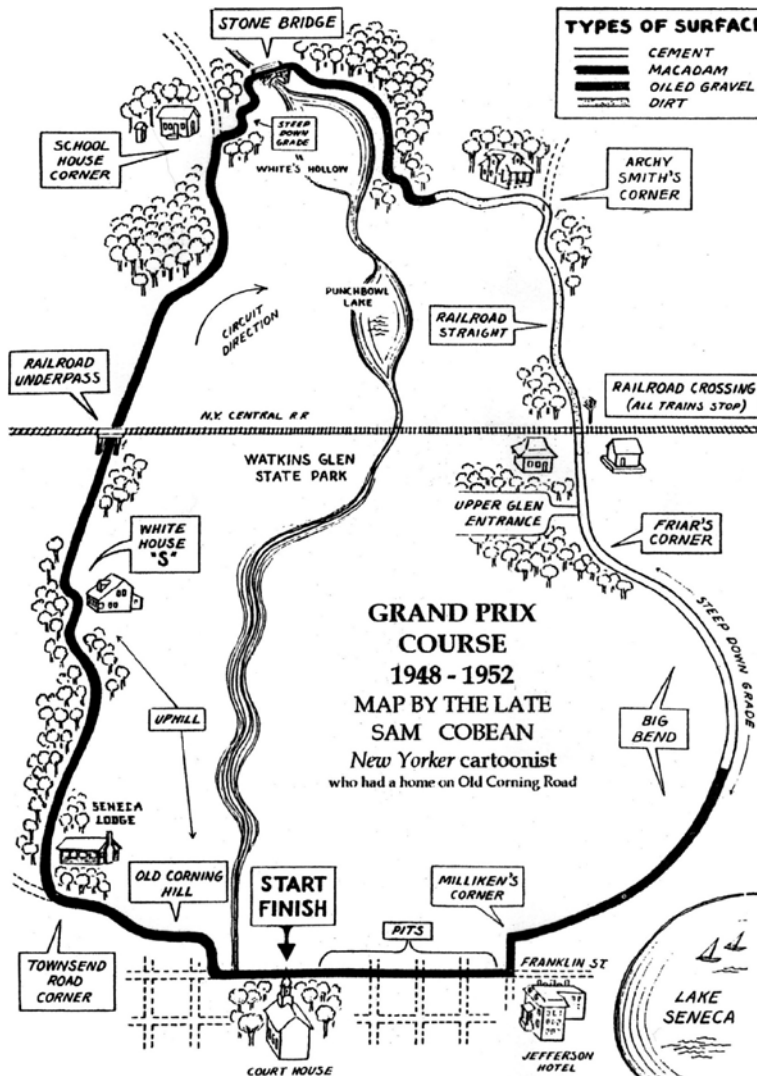 STONE BRIDGE
TYPES OF SURFACE
CEMENT
MACADAM
OILED GRAVEL
DIRT
SCHOOL
HOUSE
CORNER
STEEP
DOWN
GRADE
WHITE'S HOLLOW
ARCHY
SMITH'S
CORNER
PUNCHBOWL
LAKE
CIRCUIT
DIRECTION
RAILROAD
STRAIGHT
RAILROAD
UNDERPASS
RAILROAD CROSSING
(ALL TRAINS STOP)
N.Y. CENTRAL R R
WATKINS GLEN
STATE PARK
UPPER GLEN
ENTRANCE
FRIAR'S
CORNER
WHITE
HOUSE
"S"
STEEP DOWN GRADE
GRAND PRIX
COURSE
1948 - 1952
MAP BY THE LATE
SAM COBEAN
New Yorker cartoonist
who had a home on Old Corning Road
UPHILL
BIG
BEND
SENECA
LODGE
OLD CORNING
HILL
START
FINISH
MILLIKEN'S
CORNER
PITS
TOWNSEND
ROAD
CORNER
FRANKLIN ST.
LAKE
SENECA
COURT HOUSE
JEFFERSON
HOTEL